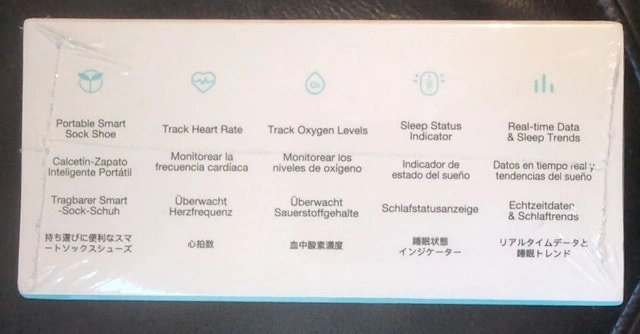 O₂
Portable Smart
Sock Shoe
Track Heart Rate
Track Oxygen Levels
Sleep Status
Indicator
Real-time Data
& Sleep Trends
Calcetín-Zapato
Inteligente Portátil
Monitorear la
frecuencia cardíaca
Monitorear los
niveles de oxígeno
Indicador de
estado del sueño
Datos en tiempo real y
tendencias del sueño
Tragbarer Smart
-Sock-Schuh
Überwacht
Herzfrequenz
Überwacht
Sauerstoffgehalte
Schlafstatusanzeige
Echtzeitdaten
& Schlaftrends
持ち運びに便利なスマ
ートソックスシューズ
心拍数
血中酸素濃度
睡眠状態
インジケーター
リアルタイムデータと
睡眠トレンド